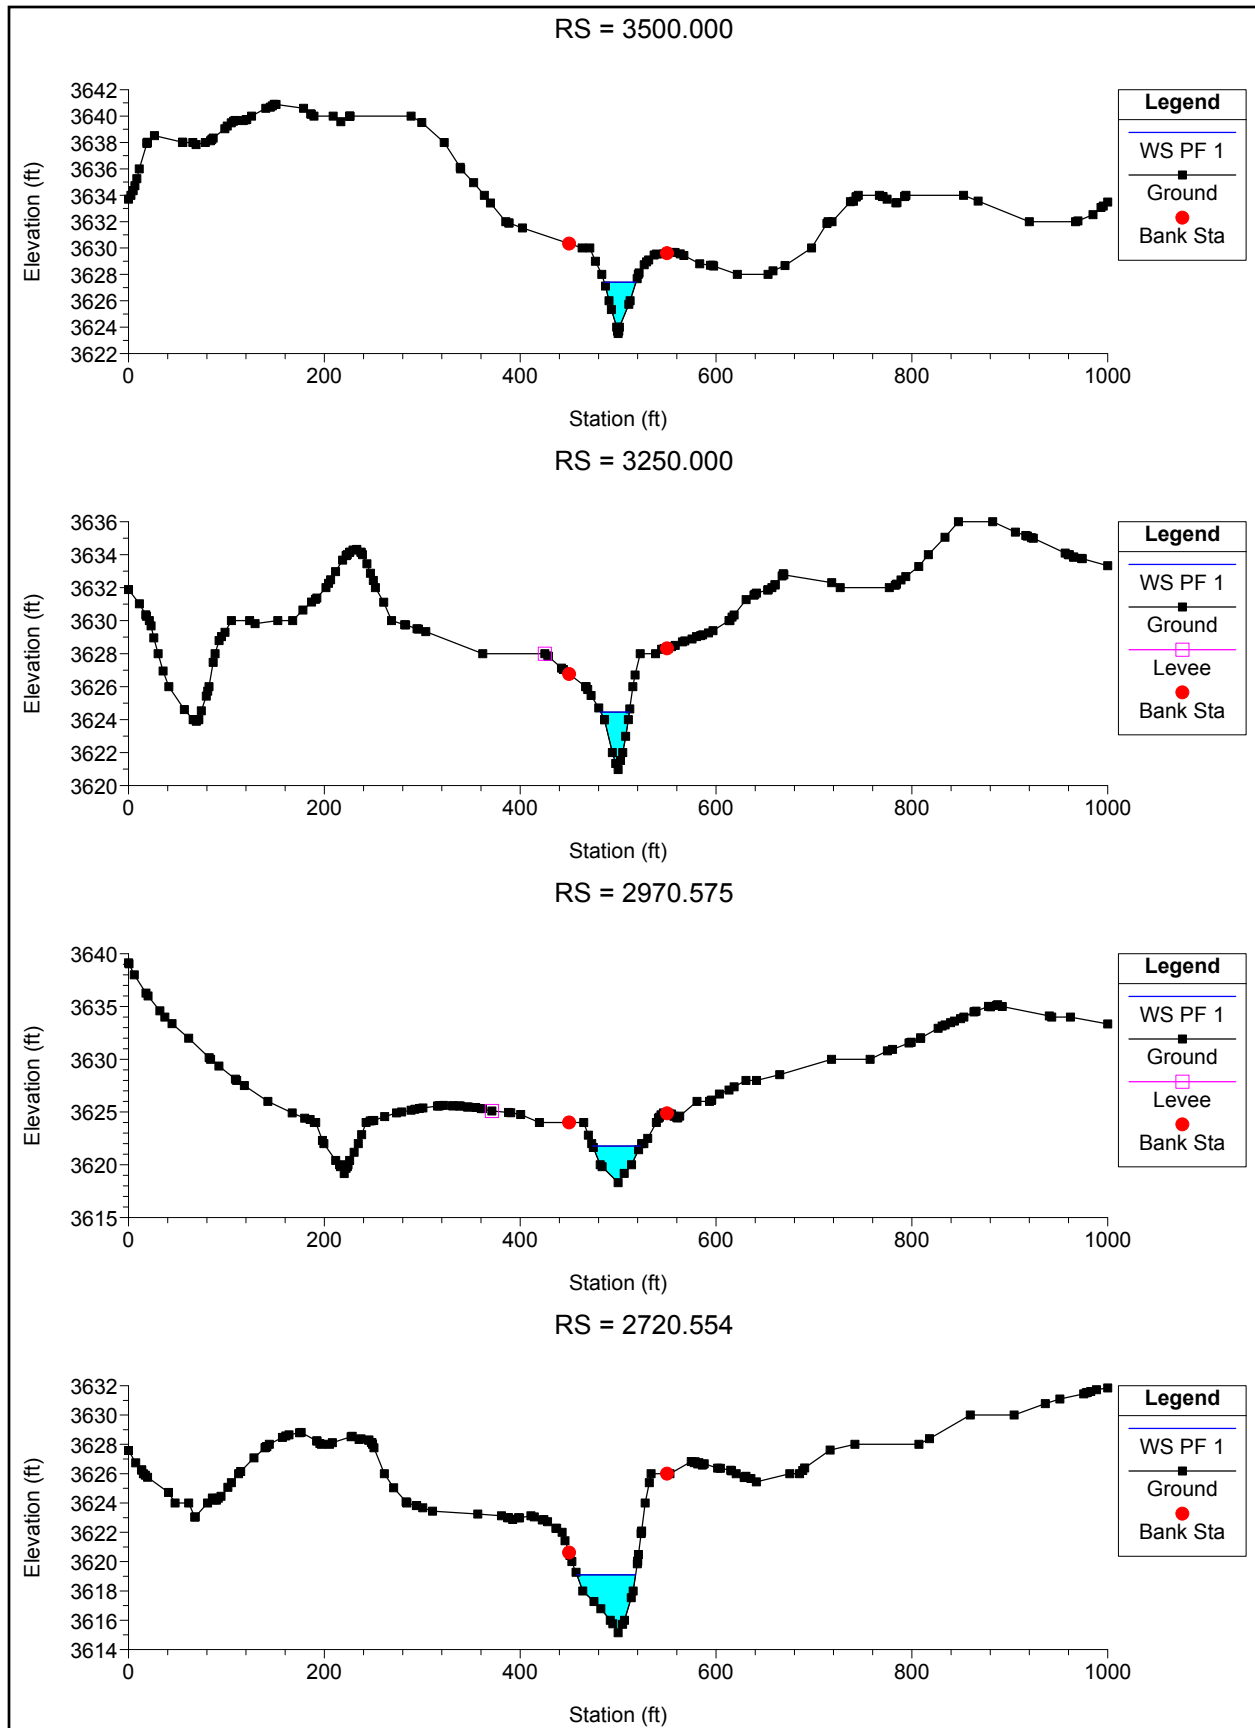 RS = 3500.000
Elevation (ft)
3642
3640
3638
3636
3634
3632
3630
3628
3626
3624
3622
0 200 400 600 800 1000
Station (ft)
Legend
WS PF 1
Ground
Bank Sta
RS = 3250.000
Elevation (ft)
3636
3634
3632
3630
3628
3626
3624
3622
3620
0 200 400 600 800 1000
Station (ft)
Legend
WS PF 1
Ground
Levee
Bank Sta
RS = 2970.575
Elevation (ft)
3640
3635
3630
3625
3620
3615
0 200 400 600 800 1000
Station (ft)
Legend
WS PF 1
Ground
Levee
Bank Sta
RS = 2720.554
Elevation (ft)
3632
3630
3628
3626
3624
3622
3620
3618
3616
3614
0 200 400 600 800 1000
Station (ft)
Legend
WS PF 1
Ground
Bank Sta